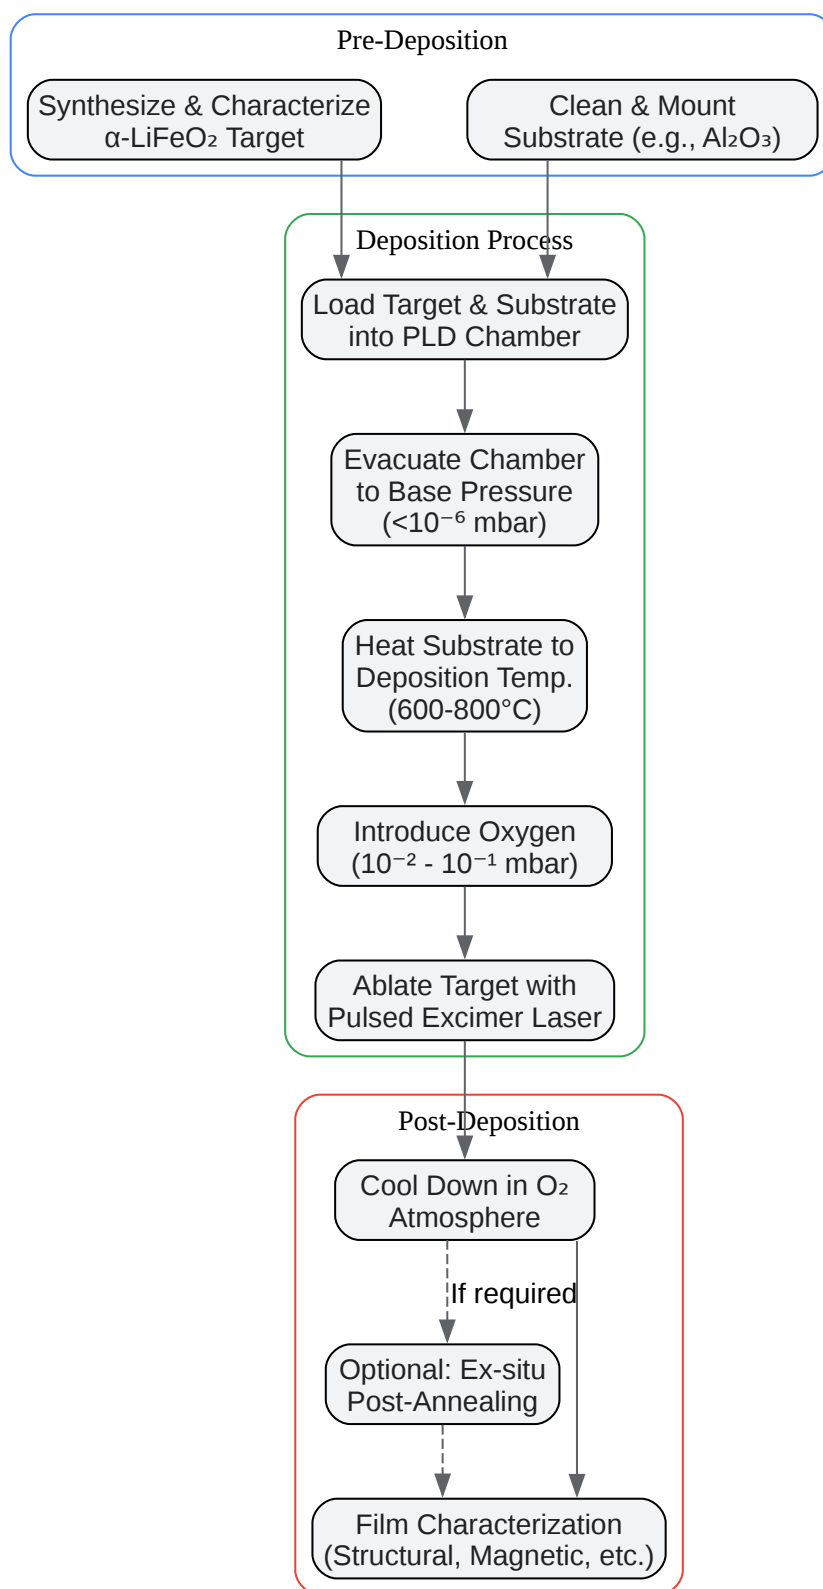 Pre-Deposition
Synthesize & Characterize
α-LiFeO₂ Target
Clean & Mount
Substrate (e.g., Al₂O₃)
Deposition Process
Load Target & Substrate
into PLD Chamber
Evacuate Chamber
to Base Pressure
(<10⁻⁶ mbar)
Heat Substrate to
Deposition Temp.
(600-800°C)
Introduce Oxygen
(10⁻² - 10⁻¹ mbar)
Ablate Target with
Pulsed Excimer Laser
Post-Deposition
Cool Down in O₂
Atmosphere
If required
Optional: Ex-situ
Post-Annealing
Film Characterization
(Structural, Magnetic, etc.)